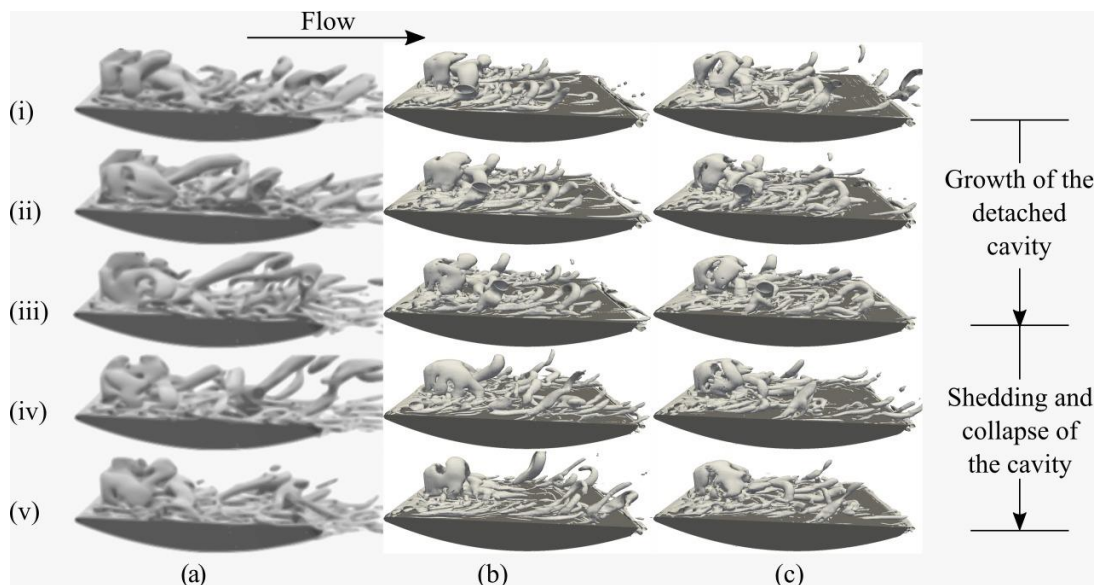 Flow
(i)
(ii)
(iii)
(iv)
(v)
Growth of the
detached
cavity
Shedding and
collapse of
the cavity
(a)
(b)
(c)